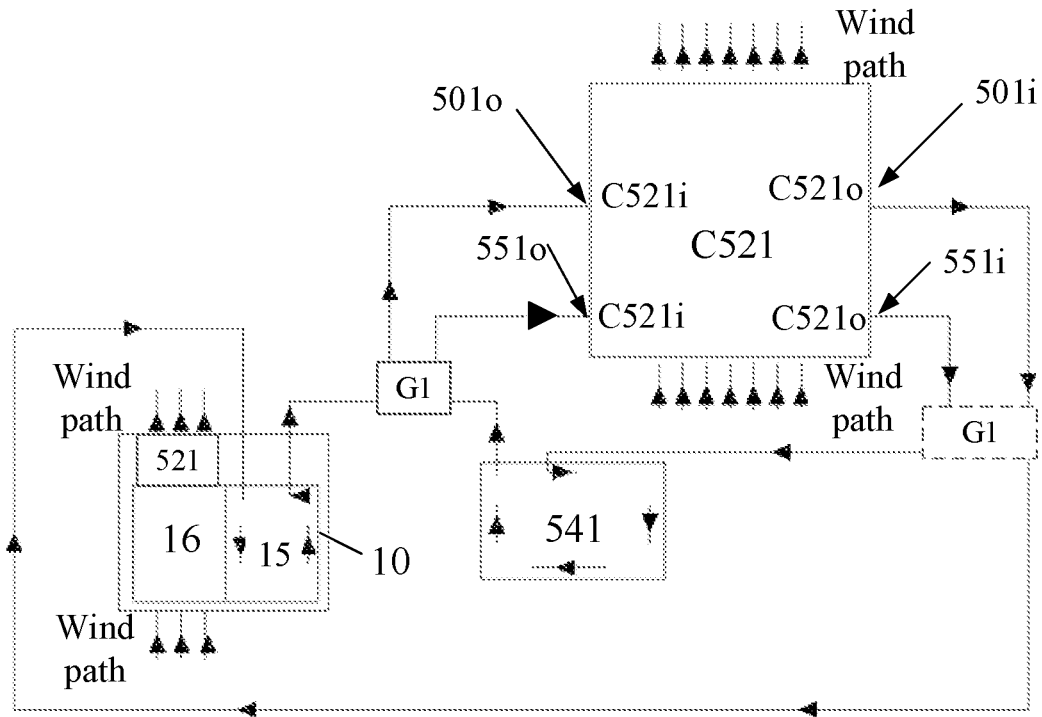 Wind
path
501o
501i
C521i
C521o
C521
551o
551i
C521i
C521o
Wind
path
G1
Wind
path
G1
521
541
16
15
10
Wind
path